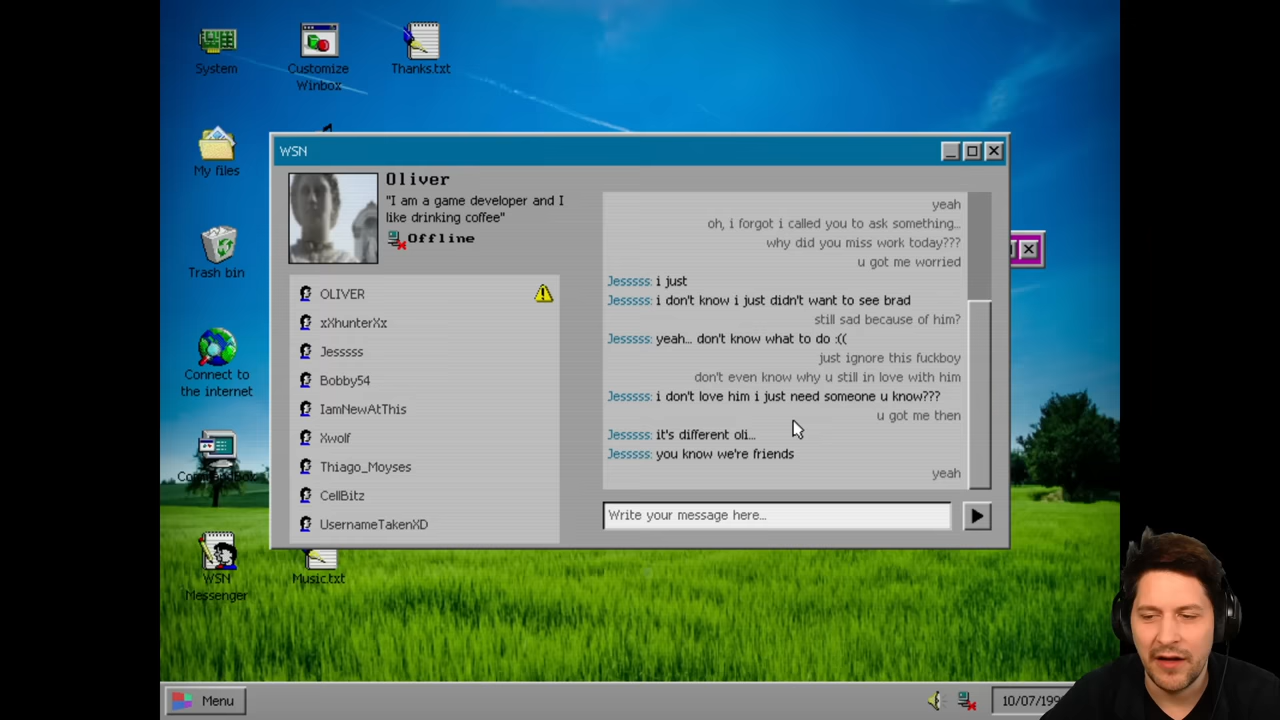 System
Customize
Winbox
Thanks.txt
My files
Trash bin
Connect to
the internet
WSN
Messenger
Music.txt
WSN
Oliver
"I am a game developer and I
like drinking coffee"
Offline
OLIVER
xXhunterXx
Jesssss
Bobby54
IamNewAtThis
Xwolf
Thiago_Moyses
CellBitz
UsernameTakenXD
yeah
oh, i forgot i called you to ask something...
why did you miss work today???
u got me worried
Jesssss: i just
Jesssss: i don't know i just didn't want to see brad
still sad because of him?
Jesssss: yeah... don't know what to do :((
just ignore this fuckboy
don't even know why u still in love with him
Jesssss: i don't love him i just need someone u know???
u got me then
Jesssss: it's different oli...
Jesssss: you know we're friends
yeah
Write your message here...
Menu
10/07/199